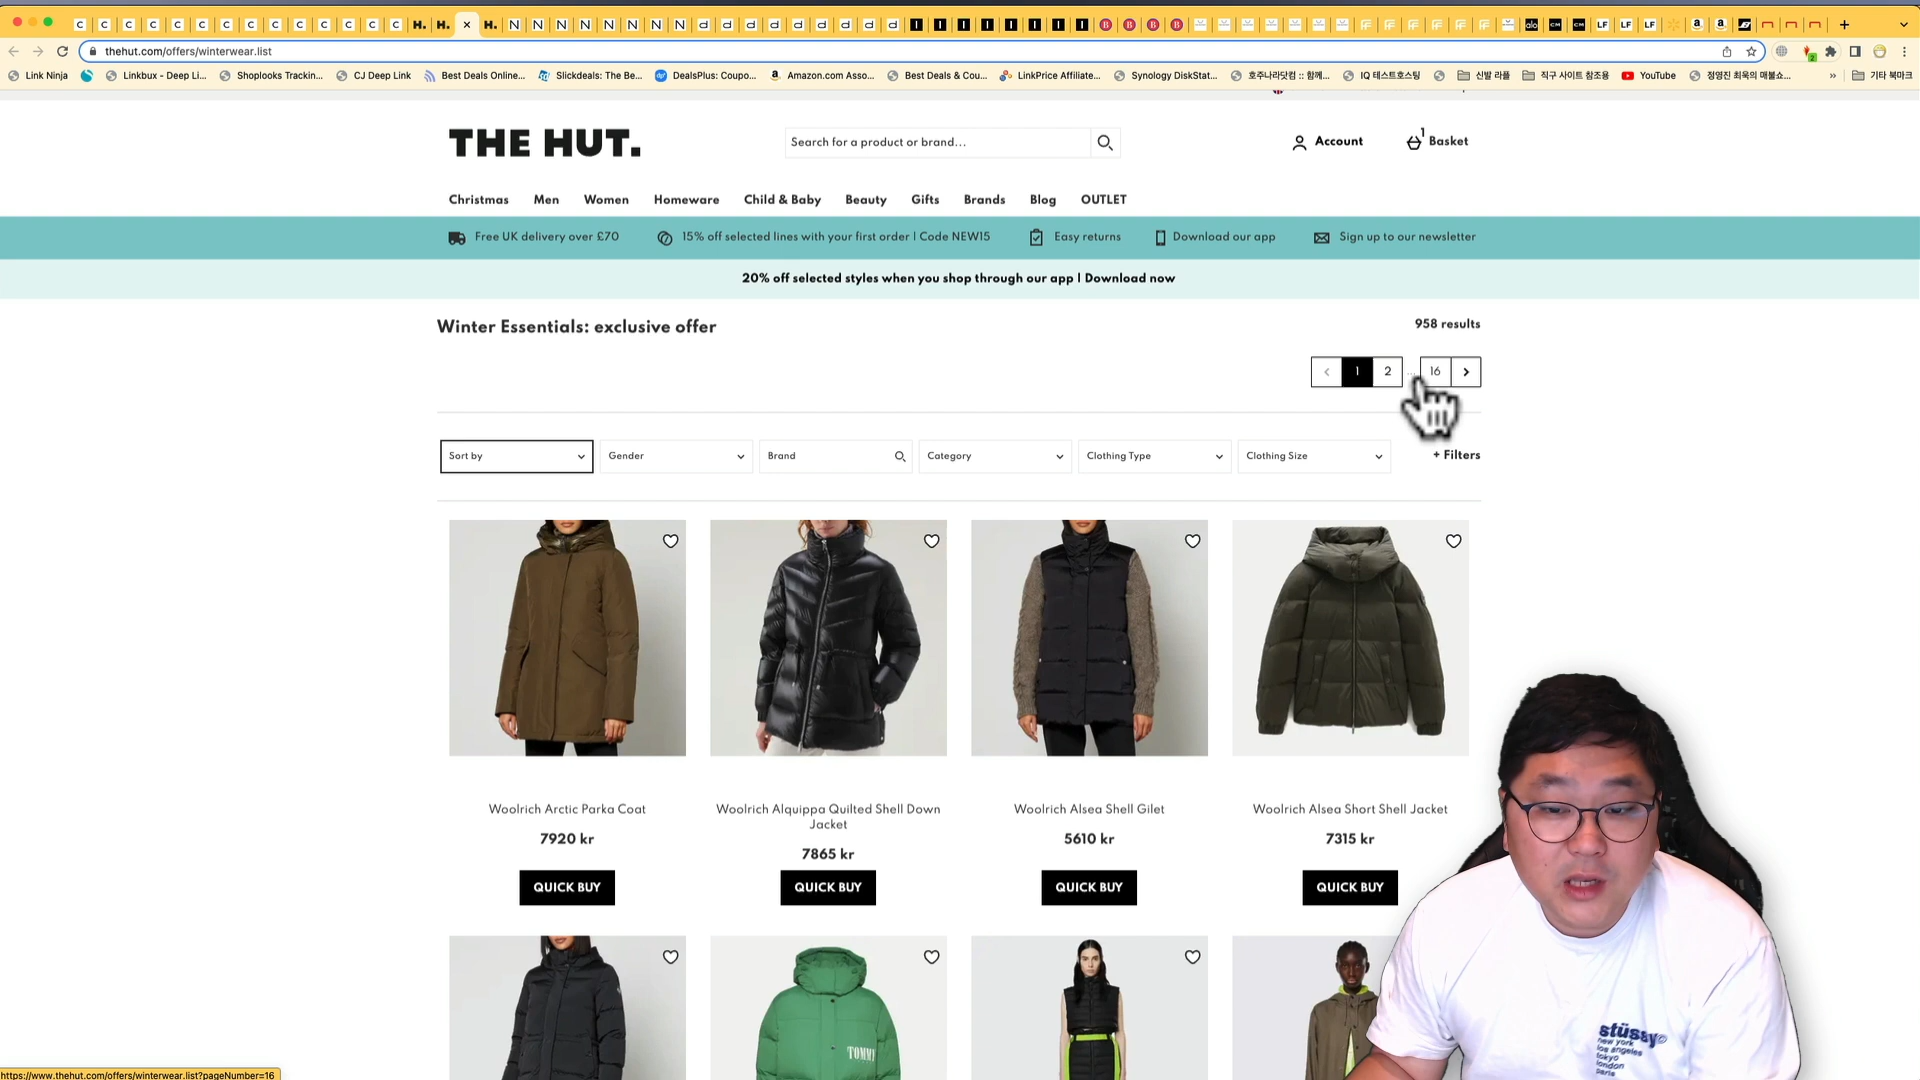 thehut.com/offers/winterwear.list
Link Ninja
Linkbux - Deep Li...
Shoplooks Trackin...
CJ Deep Link
Best Deals Online...
Slickdeals: The Be...
DealsPlus: Coupo...
Amazon.com Asso...
Best Deals & Cou...
LinkPrice Affiliate...
Synology DiskStat...
호주나라닷컴 :: 함께...
IQ 테스트호스팅
신발 라플
직구 사이트 참조용
YouTube
정영진 최욱의 매불쇼...
»
기타 북마크
THE HUT.
Search for a product or brand...
Account
1
Basket
Christmas Men Women Homeware Child & Baby Beauty Gifts Brands Blog OUTLET
Free UK delivery over £70
15% off selected lines with your first order | Code NEW15
Easy returns
Download our app
Sign up to our newsletter
20% off selected styles when you shop through our app | Download now
Winter Essentials: exclusive offer
958 results
1 2 ... 16
Sort by
Gender
Brand
Category
Clothing Type
Clothing Size
+ Filters
Woolrich Arctic Parka Coat
7920 kr
QUICK BUY
Woolrich Alquippa Quilted Shell Down
Jacket
7865 kr
QUICK BUY
Woolrich Alsea Shell Gilet
5610 kr
QUICK BUY
Woolrich Alsea Short Shell Jacket
7315 kr
QUICK BUY
TOMMY
stüssy
new york
los angeles
tokyo
london
paris
https://www.thehut.com/offers/winterwear.list?pageNumber=16